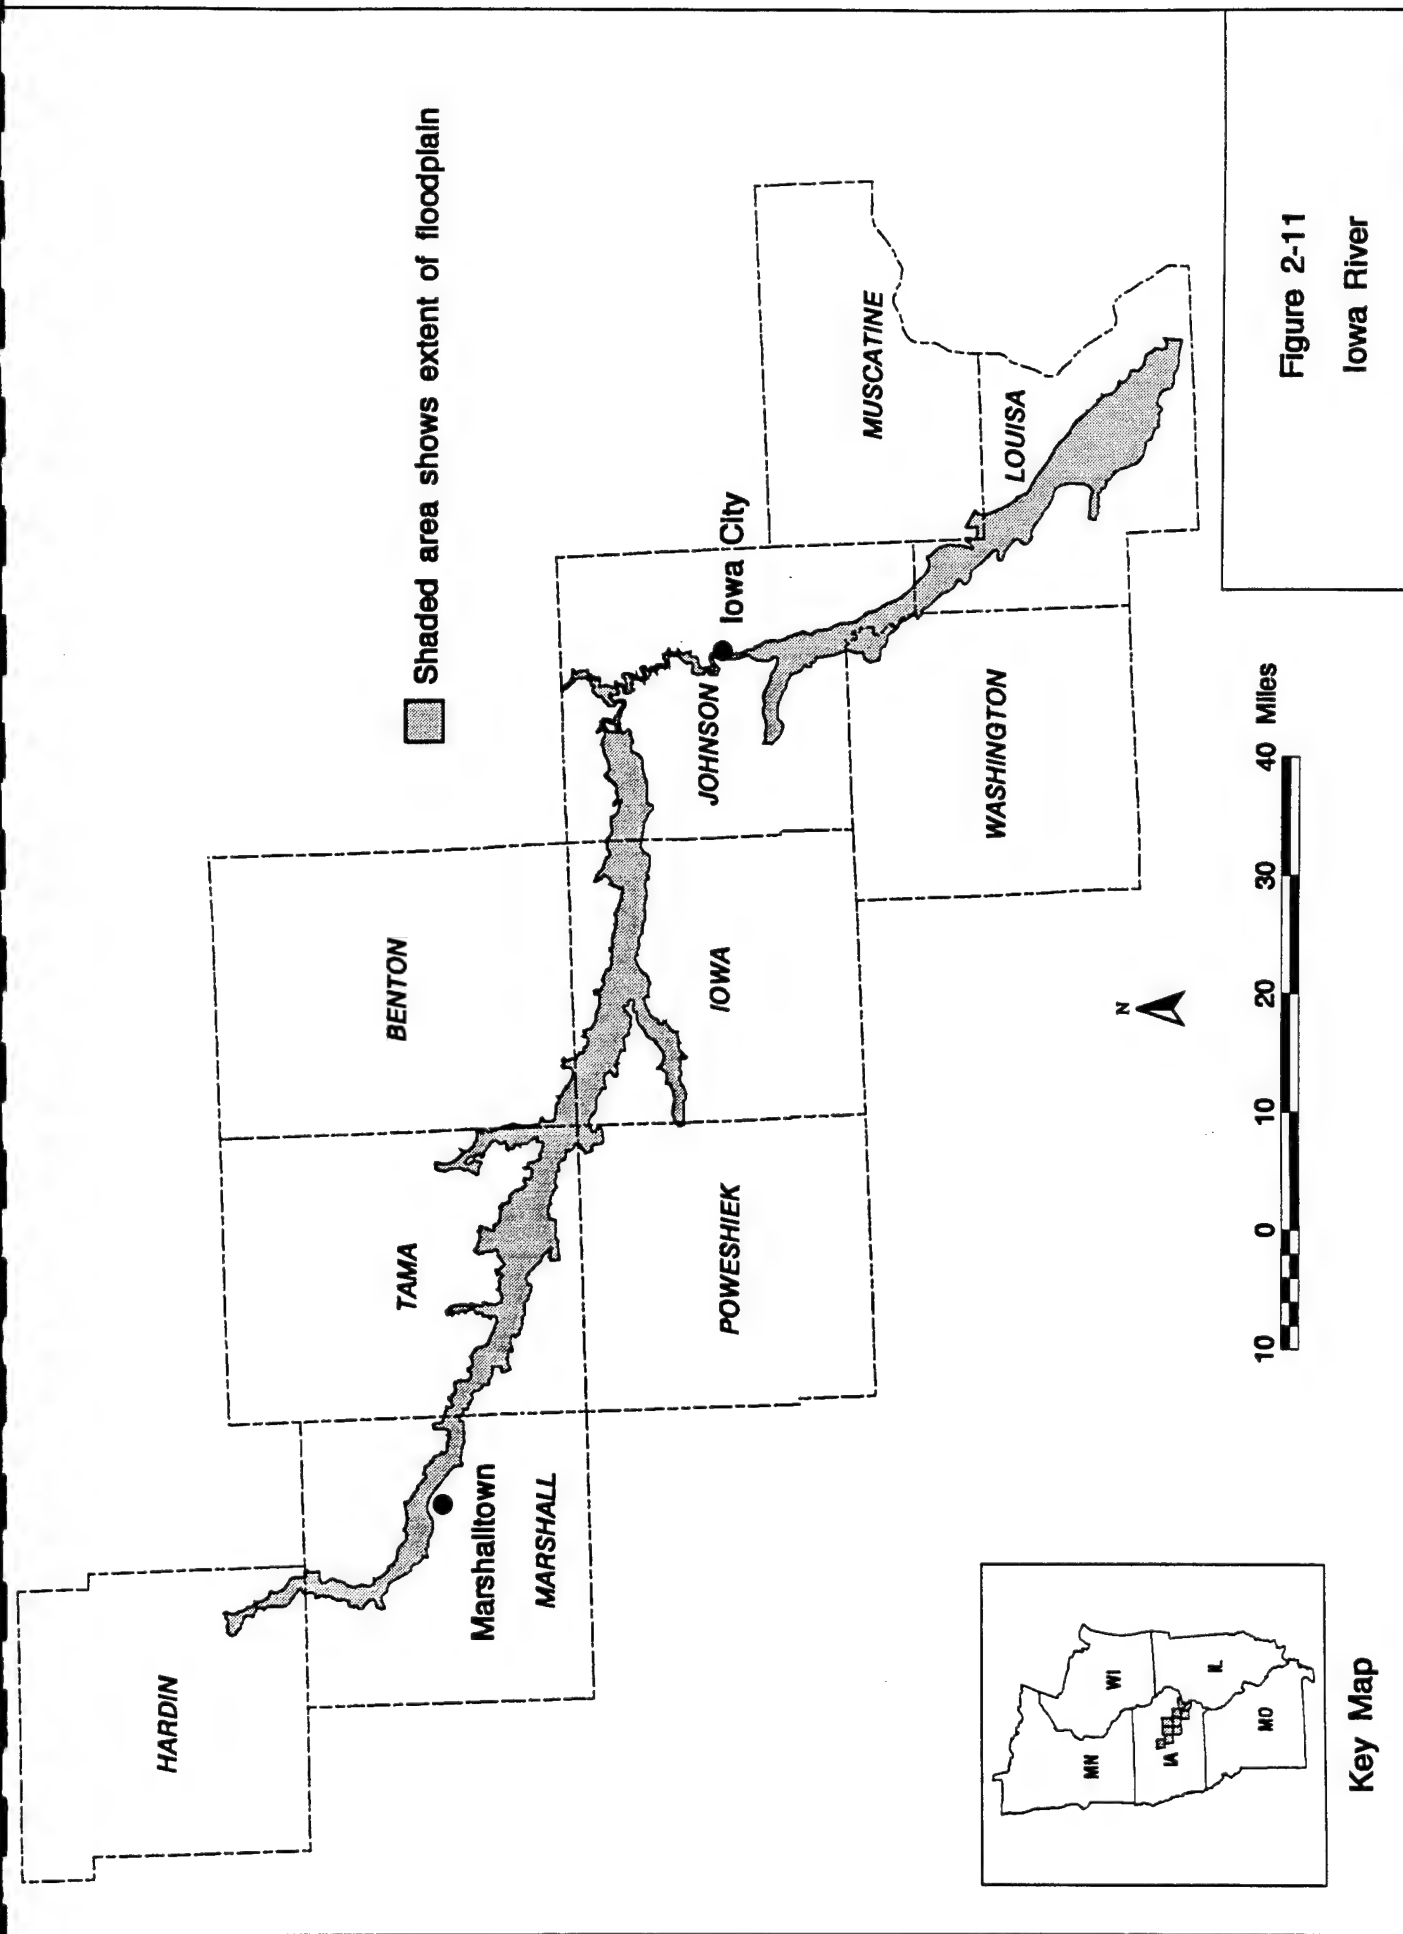 Shaded area shows extent of floodplain
HARDIN
MARSHALL
Marshalltown
TAMA
BENTON
POWESHIEK
IOWA
JOHNSON
Iowa City
MUSCATINE
LOUISA
WASHINGTON
N
10 0 10 20 30 40 Miles
MN
WI
IA
IL
MO
Key Map
Figure 2-11
Iowa River